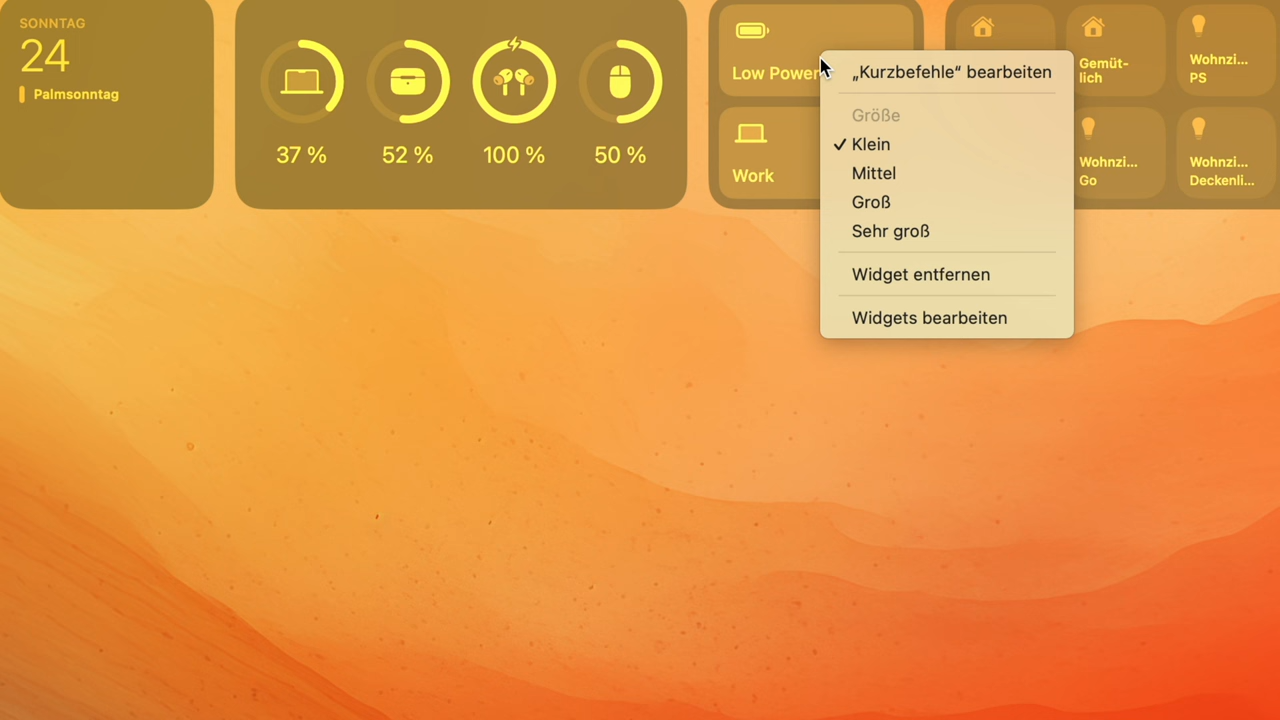 SONNTAG
24
Palmsonntag
37 %
52 %
100 %
50 %
Low Power
Work
„Kurzbefehle“ bearbeiten
Größe
Klein
Mittel
Groß
Sehr groß
Widget entfernen
Widgets bearbeiten
Gemüt-
lich
Wohnzi...
PS
Wohnzi...
Go
Wohnzi...
Deckenli...